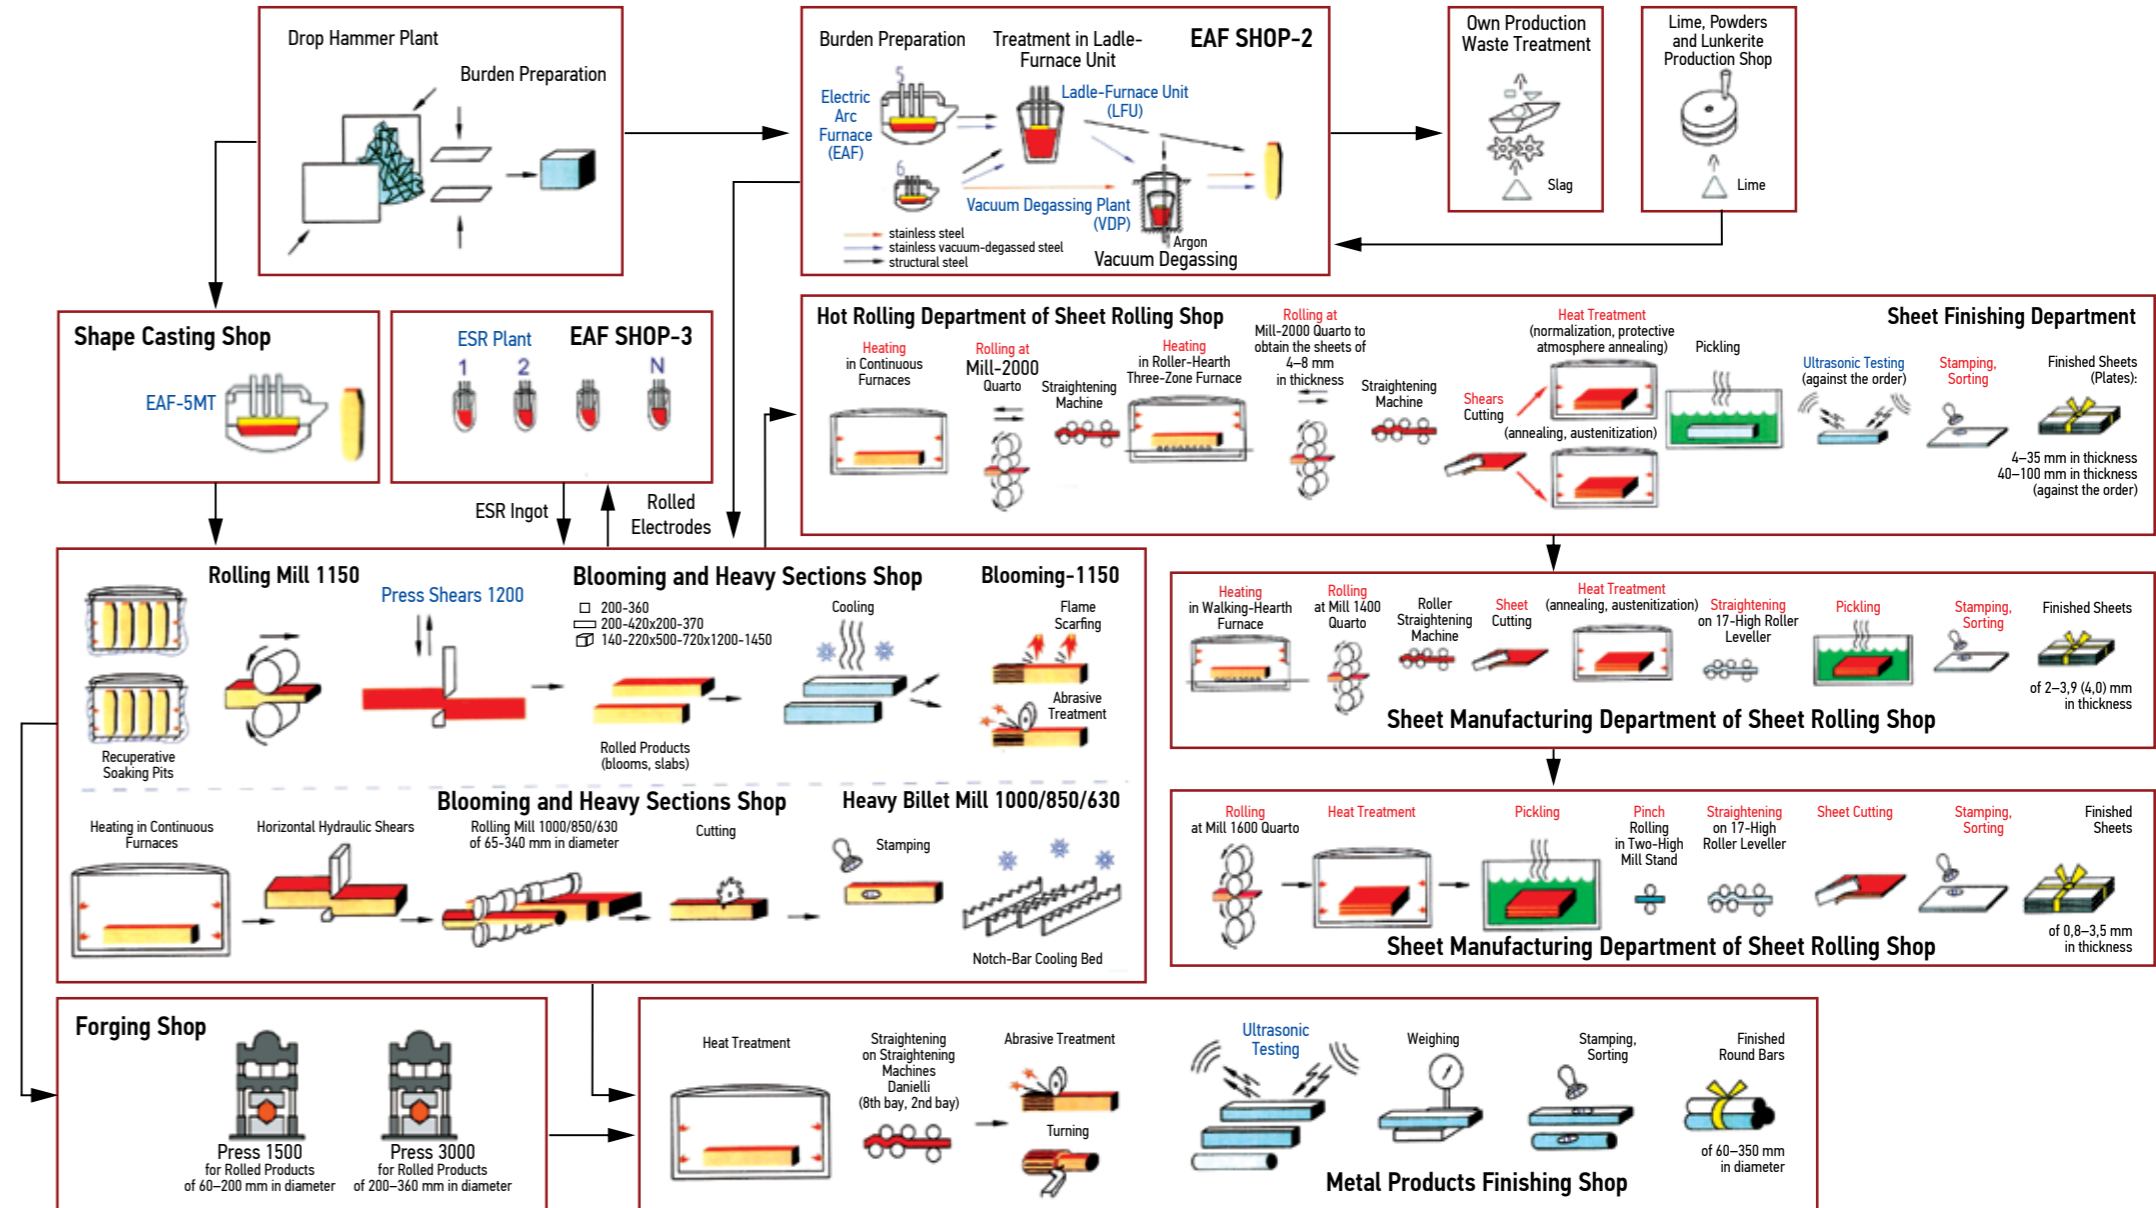 Drop Hammer Plant
Burden Preparation
Burden Preparation
Treatment in Ladle-
Furnace Unit
EAF SHOP-2
5
Electric
Arc
Furnace
(EAF)
Ladle-Furnace Unit
(LFU)
6
Vacuum Degassing Plant
(VDP)
stainless steel
stainless vacuum-degassed steel
structural steel
Argon
Vacuum Degassing
Own Production
Waste Treatment
Slag
Lime, Powders
and Lunkerite
Production Shop
Lime
Shape Casting Shop
EAF-5MT
ESR Plant
EAF SHOP-3
1
2
N
ESR Ingot
Rolled
Electrodes
Hot Rolling Department of Sheet Rolling Shop
Sheet Finishing Department
Heating
in Continuous
Furnaces
Rolling at
Mill-2000
Quarto
Straightening
Machine
Heating
in Roller-Hearth
Three-Zone Furnace
Rolling at
Mill-2000 Quarto to
obtain the sheets of
4–8 mm
in thickness
Straightening
Machine
Shears
Cutting
Heat Treatment
(normalization, protective
atmosphere annealing)
(annealing, austenitization)
Pickling
Ultrasonic Testing
(against the order)
Stamping,
Sorting
Finished Sheets
(Plates):
4–35 mm in thickness
40–100 mm in thickness
(against the order)
Rolling Mill 1150
Blooming and Heavy Sections Shop
Blooming-1150
Press Shears 1200
200-360
200-420x200-370
140-220x500-720x1200-1450
Cooling
Flame
Scarfing
Abrasive
Treatment
Recuperative
Soaking Pits
Rolled Products
(blooms, slabs)
Blooming and Heavy Sections Shop
Heavy Billet Mill 1000/850/630
Heating in Continuous
Furnaces
Horizontal Hydraulic Shears
Rolling Mill 1000/850/630
of 65-340 mm in diameter
Cutting
Stamping
Notch-Bar Cooling Bed
Heating
in Walking-Hearth
Furnace
Rolling
at Mill 1400
Quarto
Roller
Straightening
Machine
Sheet
Cutting
Heat Treatment
(annealing, austenitization)
Straightening
on 17-High Roller
Leveller
Pickling
Stamping,
Sorting
Finished Sheets
of 2–3,9 (4,0) mm
in thickness
Sheet Manufacturing Department of Sheet Rolling Shop
Rolling
at Mill 1600 Quarto
Heat Treatment
Pickling
Pinch
Rolling
in Two-High
Mill Stand
Straightening
on 17-High
Roller Leveller
Sheet Cutting
Stamping,
Sorting
Finished
Sheets
of 0,8–3,5 mm
in thickness
Sheet Manufacturing Department of Sheet Rolling Shop
Forging Shop
Press 1500
for Rolled Products
of 60–200 mm in diameter
Press 3000
for Rolled Products
of 200–360 mm in diameter
Heat Treatment
Straightening
on Straightening
Machines
Danielli
(8th bay, 2nd bay)
Abrasive Treatment
Turning
Ultrasonic
Testing
Weighing
Stamping,
Sorting
Finished
Round Bars
of 60–350 mm
in diameter
Metal Products Finishing Shop